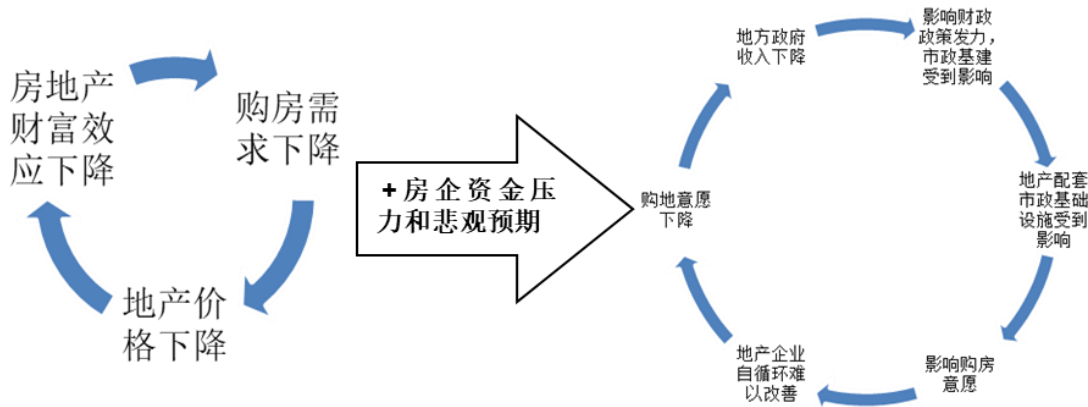 房地产
财富效
应下降
购房需
求下降
地产价
格下降
+房企资金压
力和悲观预期
购地意愿
下降
地方政府
收入下降
影响财政
政策发力，
市政基建
受到影响
地产配套
市政基础
设施受到
影响
影响购房
意愿
地产企业
自循环难
以改善